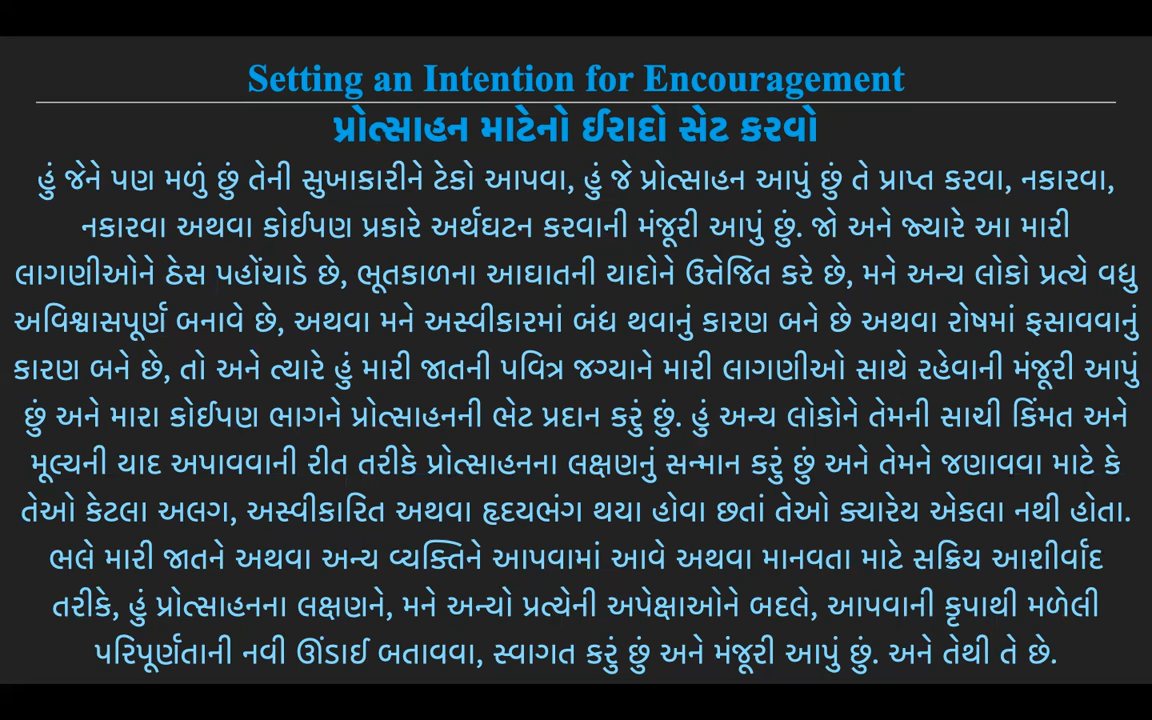 Setting an Intention for Encouragement
પ્રોત્સાહન માટેનો ઈરાદો સેટ કરવો
હું જેને પણ મળું છું તેની સુખાકારીને ટેકો આપવા, હું જે પ્રોત્સાહન આપું છું તે પ્રાપ્ત કરવા, નકારવા,
નકારવા અથવા કોઈપણ પ્રકારે અર્થઘટન કરવાની મંજૂરી આપું છું. જો અને જ્યારે આ મારી
લાગણીઓને ઠેસ પહોંચાડે છે, ભૂતકાળના આઘાતની યાદોને ઉત્તેજિત કરે છે, મને અન્ય લોકો પ્રત્યે વધુ
અવિશ્વાસપૂર્ણ બનાવે છે, અથવા મને અસ્વીકારમાં બંધ થવાનું કારણ બને છે અથવા રોષમાં ફસાવવાનું
કારણ બને છે, તો અને ત્યારે હું મારી જાતની પવિત્ર જગ્યાને મારી લાગણીઓ સાથે રહેવાની મંજૂરી આપું
છું અને મારા કોઈપણ ભાગને પ્રોત્સાહનની ભેટ પ્રદાન કરું છું. હું અન્ય લોકોને તેમની સાચી કિંમત અને
મૂલ્યની યાદ અપાવવાની રીત તરીકે પ્રોત્સાહનના લક્ષણનું સન્માન કરું છું અને તેમને જણાવવા માટે કે
તેઓ કેટલા અલગ, અસ્વીકારિત અથવા હૃદયભંગ થયા હોવા છતાં તેઓ ક્યારેય એકલા નથી હોતા.
ભલે મારી જાતને અથવા અન્ય વ્યક્તિને આપવામાં આવે અથવા માનવતા માટે સક્રિય આશીર્વાદ
તરીકે, હું પ્રોત્સાહનના લક્ષણને, મને અન્યો પ્રત્યેની અપેક્ષાઓને બદલે, આપવાની કૃપાથી મળેલી
પરિપૂર્ણતાની નવી ઊંડાઈ બતાવવા, સ્વાગત કરું છું અને મંજૂરી આપું છું. અને તેથી તે છે.